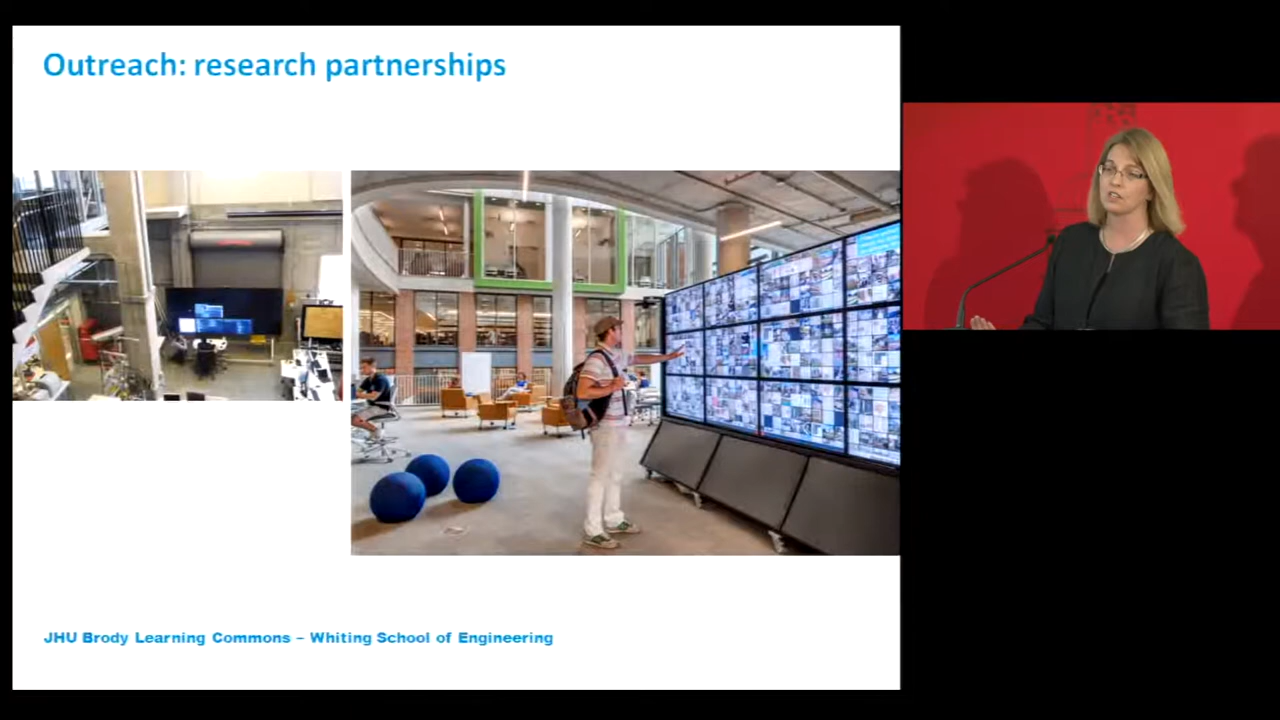 Outreach: research partnerships
JHU Brody Learning Commons – Whiting School of Engineering